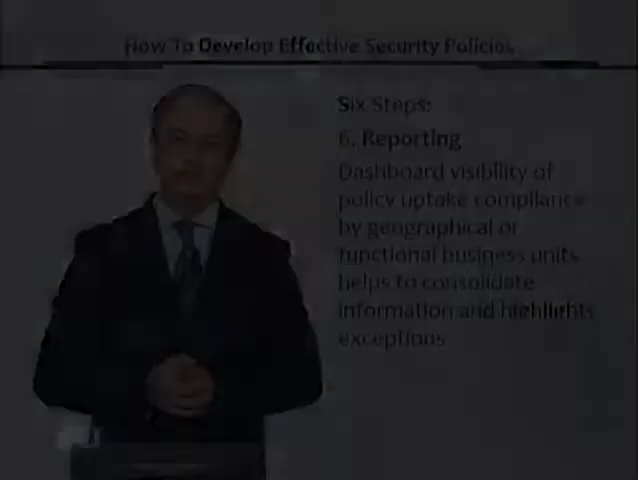 How To Develop Effective Security Policies
Six Steps:
6. Reporting
Dashboard visibility of
policy uptake compliance
by geographical or
functional business units
helps to consolidate
information and highlights
exceptions